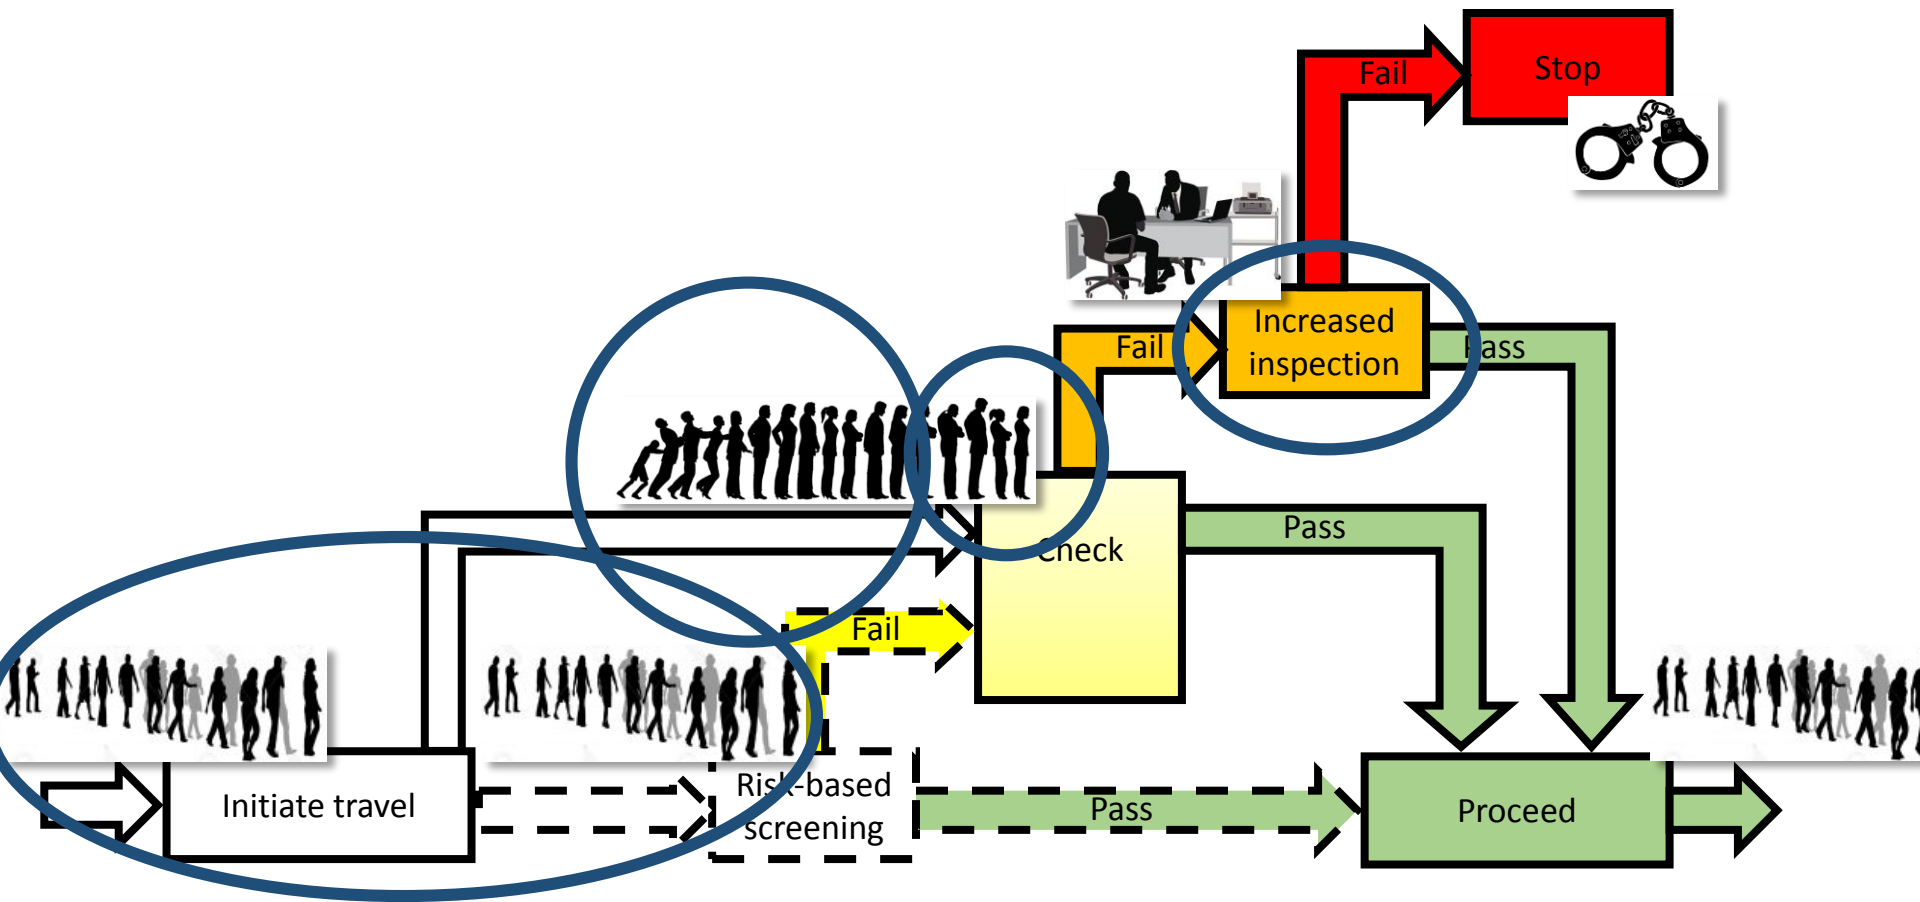 Fail
Stop
Increased
inspection
Fail
Pass
Check
Pass
Fail
Initiate travel
Risk-based
screening
Pass
Proceed